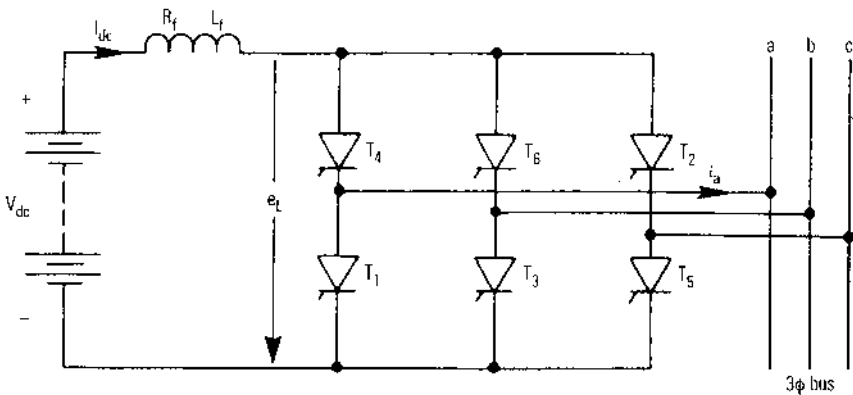 R_f L_f
I_dc
a b c
+
T_4 T_6 T_2
i_a
V_dc
e_L
T_1 T_3 T_5
−
3ϕ bus